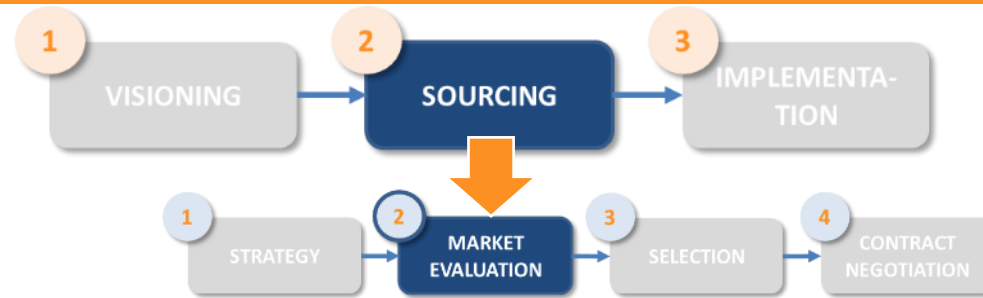 1
VISIONING
2
SOURCING
3
IMPLEMENTA-
TION
1
STRATEGY
2
MARKET
EVALUATION
3
SELECTION
4
CONTRACT
NEGOTIATION